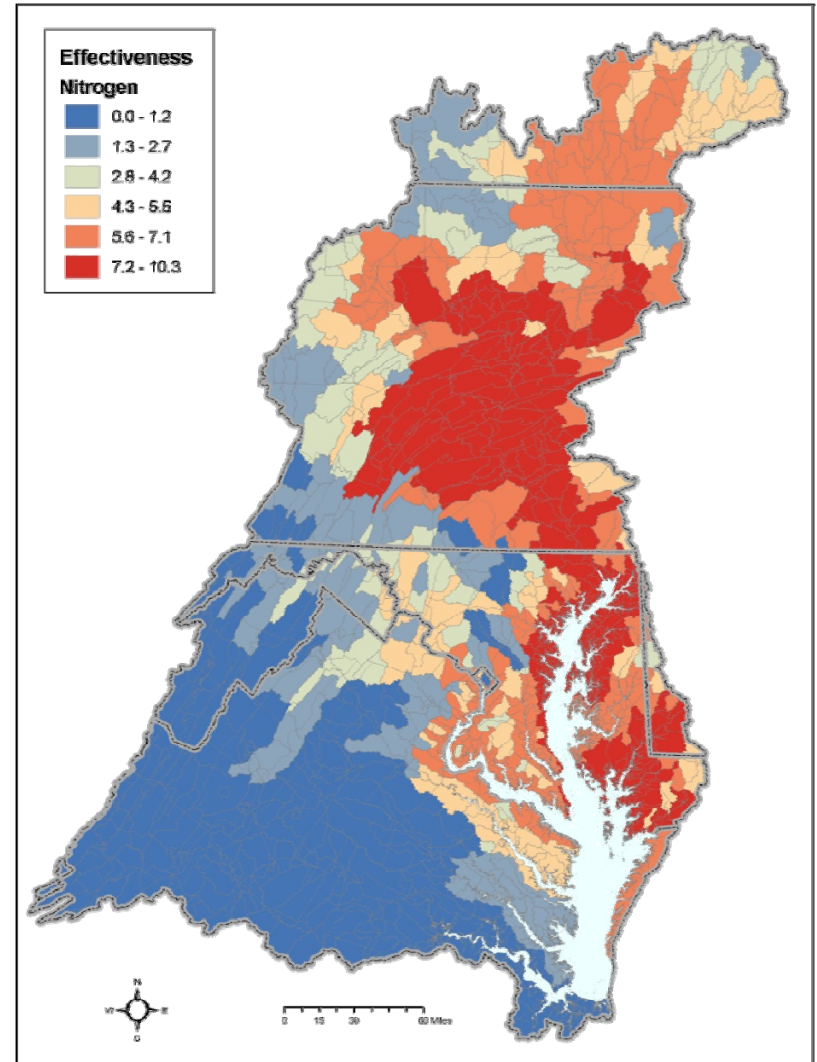 Effectiveness
Nitrogen
0.0 - 1.2
1.3 - 2.7
2.8 - 4.2
4.3 - 5.6
5.6 - 7.1
7.2 - 10.3
N
W
E
S
0 15 30 60 Miles